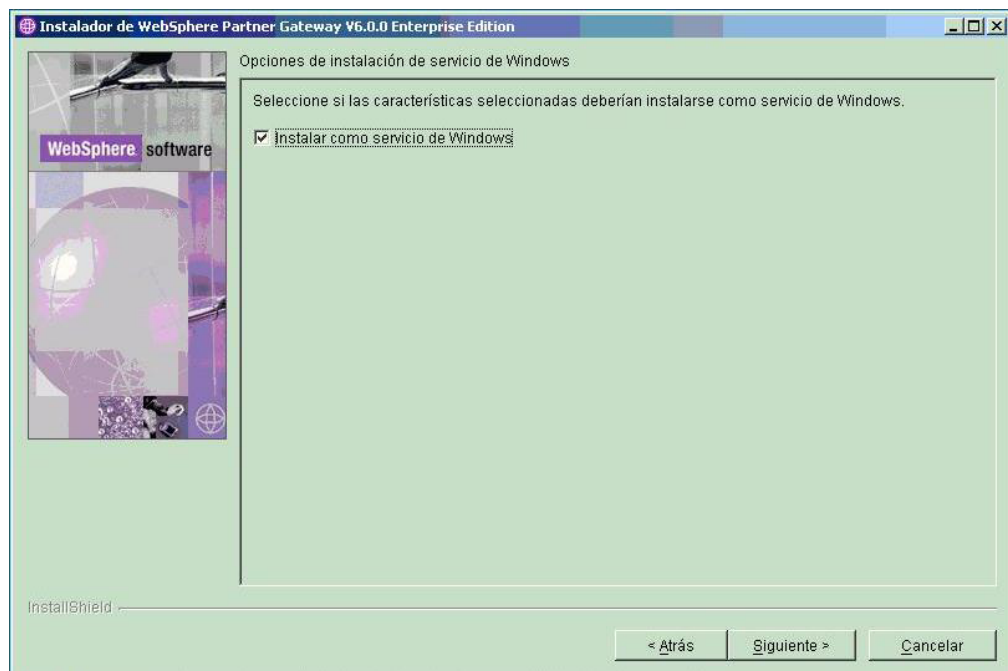 Instalador de WebSphere Partner Gateway V6.0.0 Enterprise Edition
WebSphere software
Opciones de instalación de servicio de Windows
Seleccione si las características seleccionadas deberían instalarse como servicio de Windows.
Instalar como servicio de Windows
InstallShield
< Atrás
Siguiente >
Cancelar